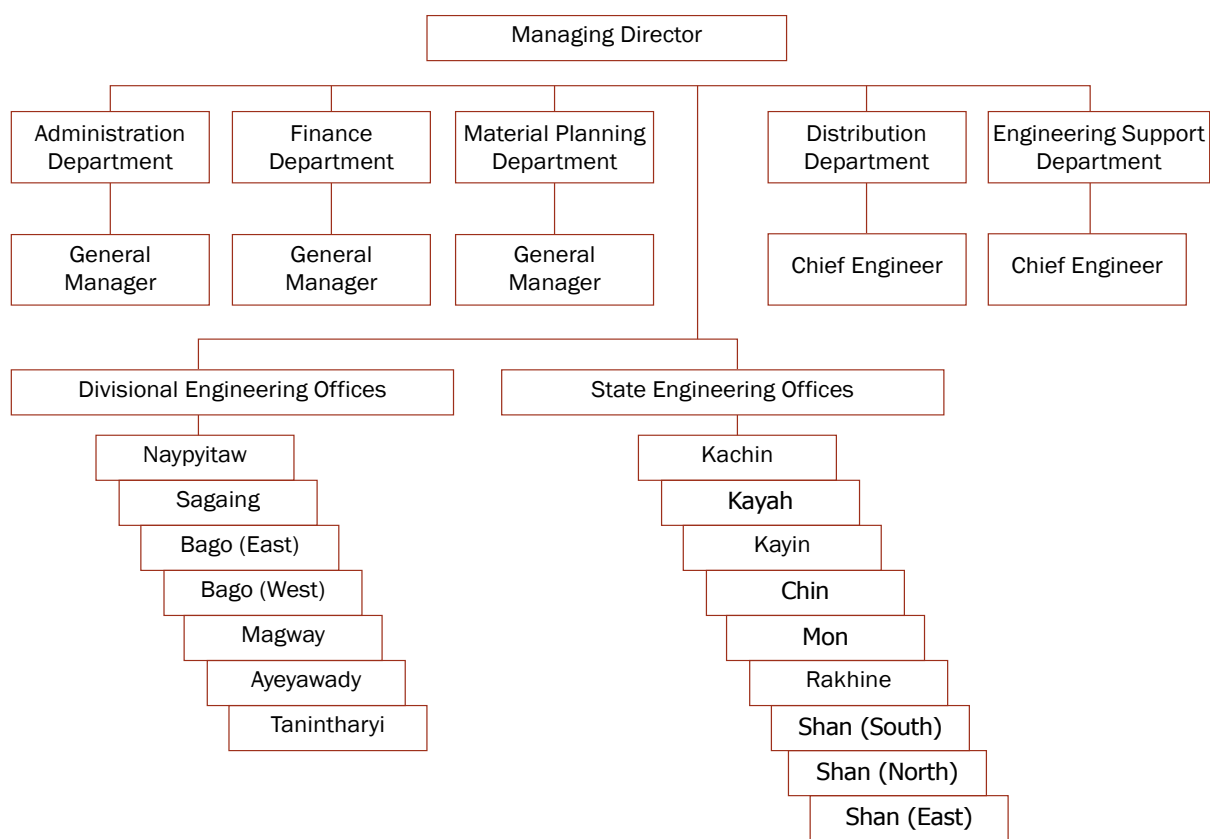 Managing Director
Administration
Department
Finance
Department
Material Planning
Department
Distribution
Department
Engineering Support
Department
General
Manager
General
Manager
General
Manager
Chief Engineer
Chief Engineer
Divisional Engineering Offices
State Engineering Offices
Naypyitaw
Sagaing
Bago (East)
Bago (West)
Magway
Ayeyawady
Tanintharyi
Kachin
Kayah
Kayin
Chin
Mon
Rakhine
Shan (South)
Shan (North)
Shan (East)